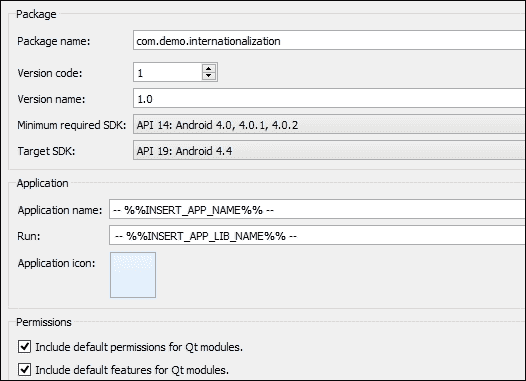 Package
Package name: com.demo.internationalization
Version code: 1
Version name: 1.0
Minimum required SDK: API 14: Android 4.0, 4.0.1, 4.0.2
Target SDK: API 19: Android 4.4
Application
Application name: -- %%INSERT_APP_NAME%% --
Run: -- %%INSERT_APP_LIB_NAME%% --
Application icon:
Permissions
Include default permissions for Qt modules.
Include default features for Qt modules.